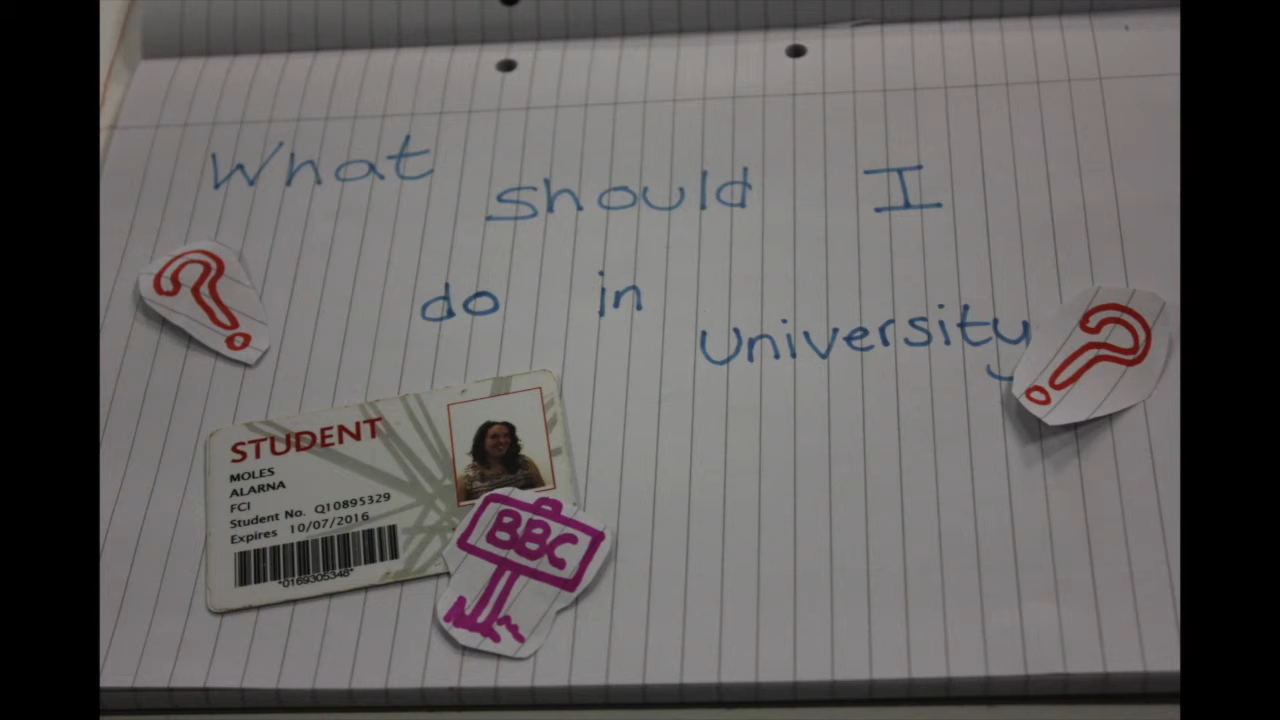 What should I
do in University
?
?
STUDENT
MOLES
ALARNA
FCI
Student No. Q10895329
Expires 10/07/2016
*0169305348*
BBC